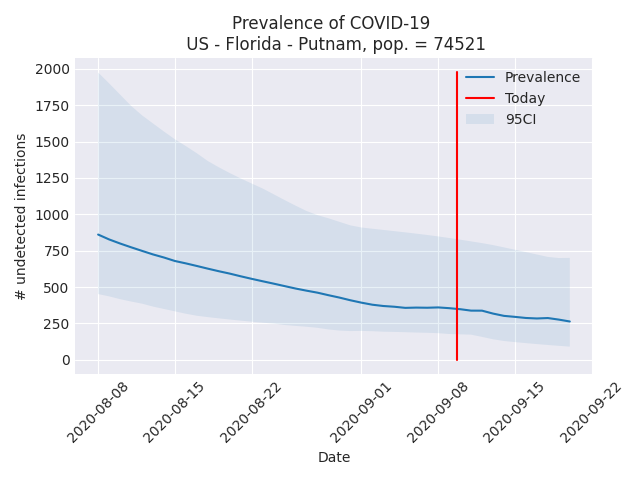 Prevalence of COVID-19
US - Florida - Putnam, pop. = 74521
Prevalence
Today
95CI
# undetected infections
2000
1750
1500
1250
1000
750
500
250
0
2020-08-08
2020-08-15
2020-08-22
2020-09-01
2020-09-08
2020-09-15
2020-09-22
Date